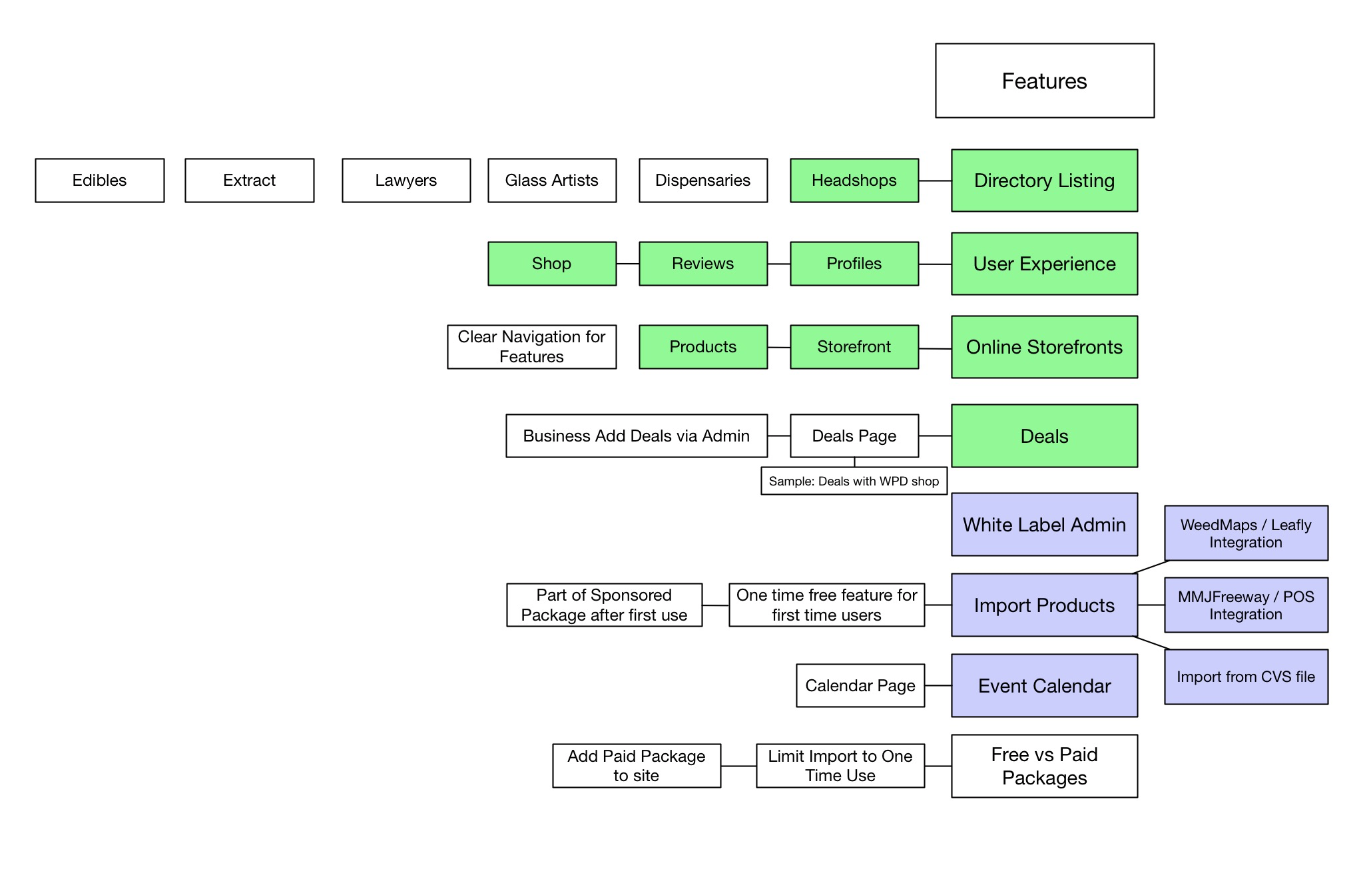 Features
Edibles
Extract
Lawyers
Glass Artists
Dispensaries
Headshops
Directory Listing
Shop
Reviews
Profiles
User Experience
Clear Navigation for
Features
Products
Storefront
Online Storefronts
Business Add Deals via Admin
Deals Page
Deals
Sample: Deals with WPD shop
White Label Admin
WeedMaps / Leafly
Integration
Part of Sponsored
Package after first use
One time free feature for
first time users
Import Products
MMJFreeway / POS
Integration
Import from CVS file
Calendar Page
Event Calendar
Add Paid Package
to site
Limit Import to One
Time Use
Free vs Paid
Packages